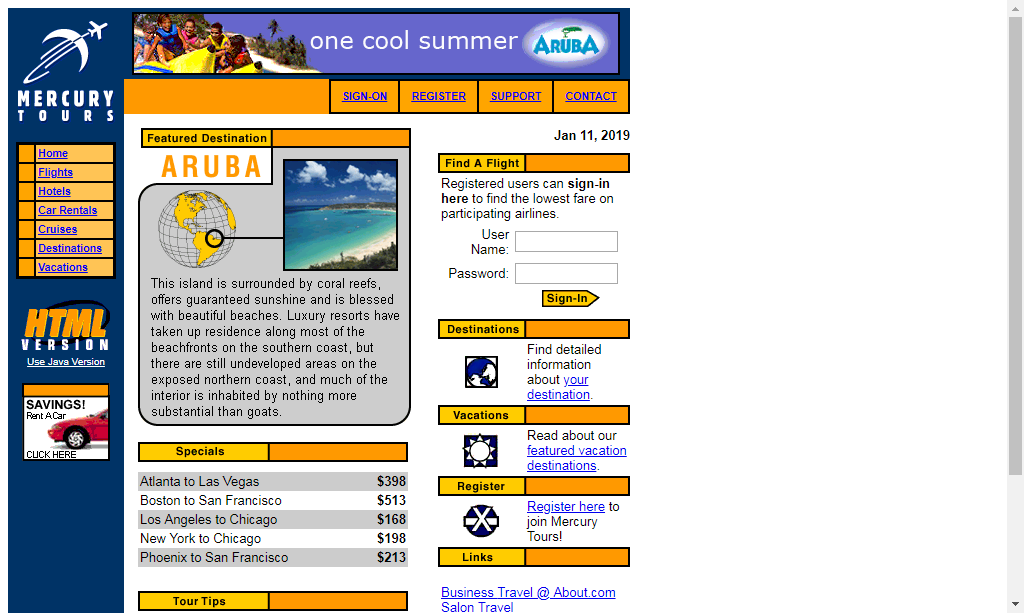 MERCURY
TOURS
one cool summer ARUBA
SIGN-ON REGISTER SUPPORT CONTACT
Home
Flights
Hotels
Car Rentals
Cruises
Destinations
Vacations
HTML
VERSION
Use Java Version
SAVINGS!
Rent A Car
CLICK HERE
Featured Destination
ARUBA
This island is surrounded by coral reefs,
offers guaranteed sunshine and is blessed
with beautiful beaches. Luxury resorts have
taken up residence along most of the
beachfronts on the southern coast, but
there are still undeveloped areas on the
exposed northern coast, and much of the
interior is inhabited by nothing more
substantial than goats.
Specials
Atlanta to Las Vegas $398
Boston to San Francisco $513
Los Angeles to Chicago $168
New York to Chicago $198
Phoenix to San Francisco $213
Tour Tips
Jan 11, 2019
Find A Flight
Registered users can sign-in
here to find the lowest fare on
participating airlines.
User
Name:
Password:
Sign-In
Destinations
Find detailed
information
about your
destination.
Vacations
Read about our
featured vacation
destinations.
Register
Register here to
join Mercury
Tours!
Links
Business Travel @ About.com
Salon Travel